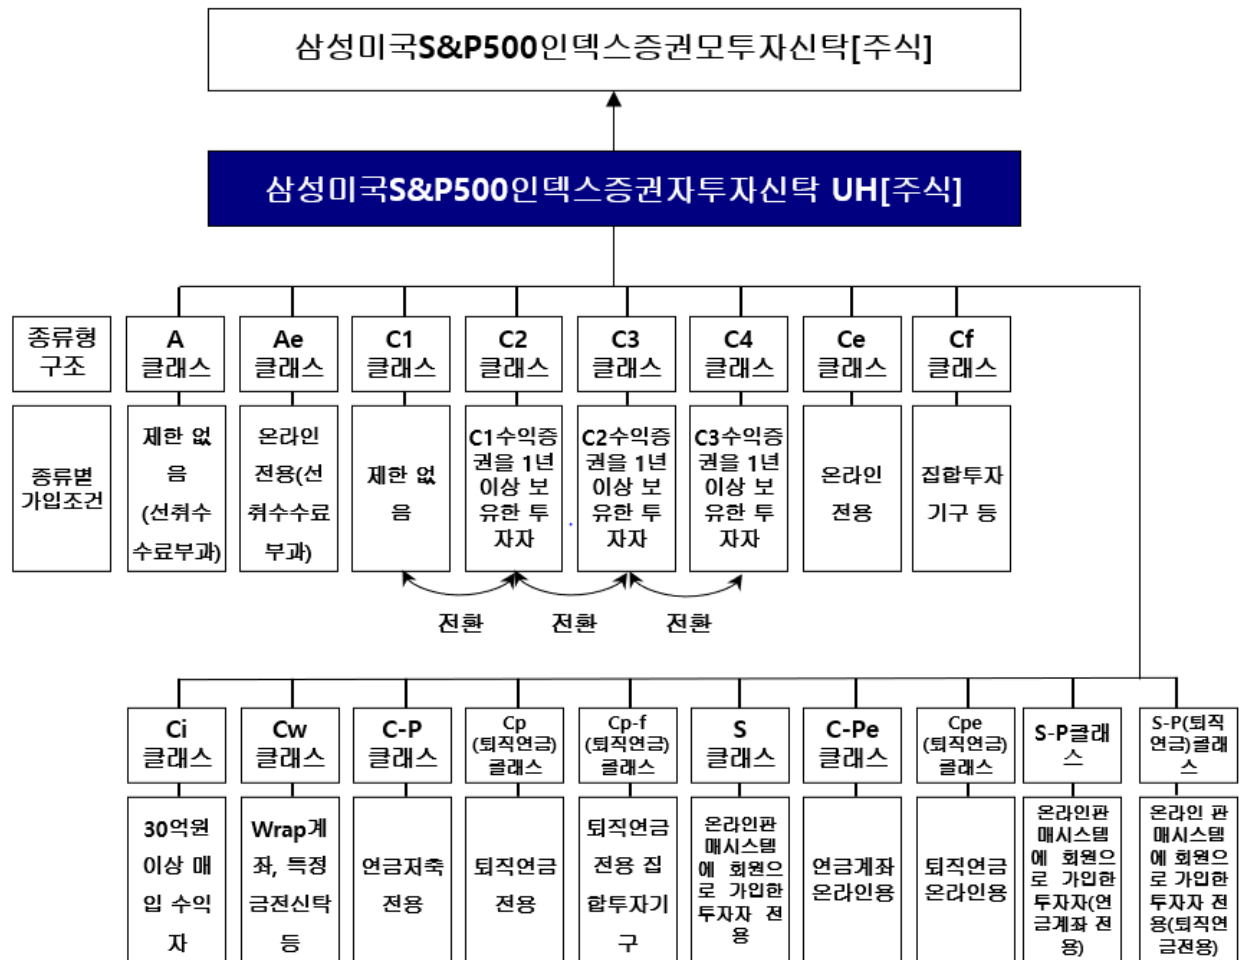 삼성미국S&P500인덱스증권모투자신탁[주식]
삼성미국S&P500인덱스증권자투자신탁 UH[주식]
종류형
구조
A
클래스
Ae
클래스
C1
클래스
C2
클래스
C3
클래스
C4
클래스
Ce
클래스
Cf
클래스
종류별
가입조건
제한 없
음
(선취수
수료부과)
온라인
전용(선
취수수료
부과)
제한 없
음
C1수익증
권을 1년
이상 보
유한 투
자자
C2수익증
권을 1년
이상 보
유한 투
자자
C3수익증
권을 1년
이상 보
유한 투
자자
온라인
전용
집합투자
기구 등
전환
전환
전환
Ci
클래스
Cw
클래스
C-P
클래스
Cp
(퇴직연금)
클래스
Cp-f
(퇴직연금)
클래스
S
클래스
C-Pe
클래스
Cpe
(퇴직연금)
클래스
S-P클래
스
S-P(퇴직
연금)클래
스
30억원
이상 매
입 수익
자
Wrap계
좌, 특정
금전신탁
등
연금저축
전용
퇴직연금
전용
퇴직연금
전용 집
합투자기
구
온라인판
매시스템
에 회원으
로 가입한
투자자 전
용
연금계좌
온라인용
퇴직연금
온라인용
온라인판
매시스템
에 회원으
로 가입한
투자자(연
금계좌 전
용)
온라인 판
매시스템
에 회원으
로 가입한
투자자 전
용(퇴직연
금전용)